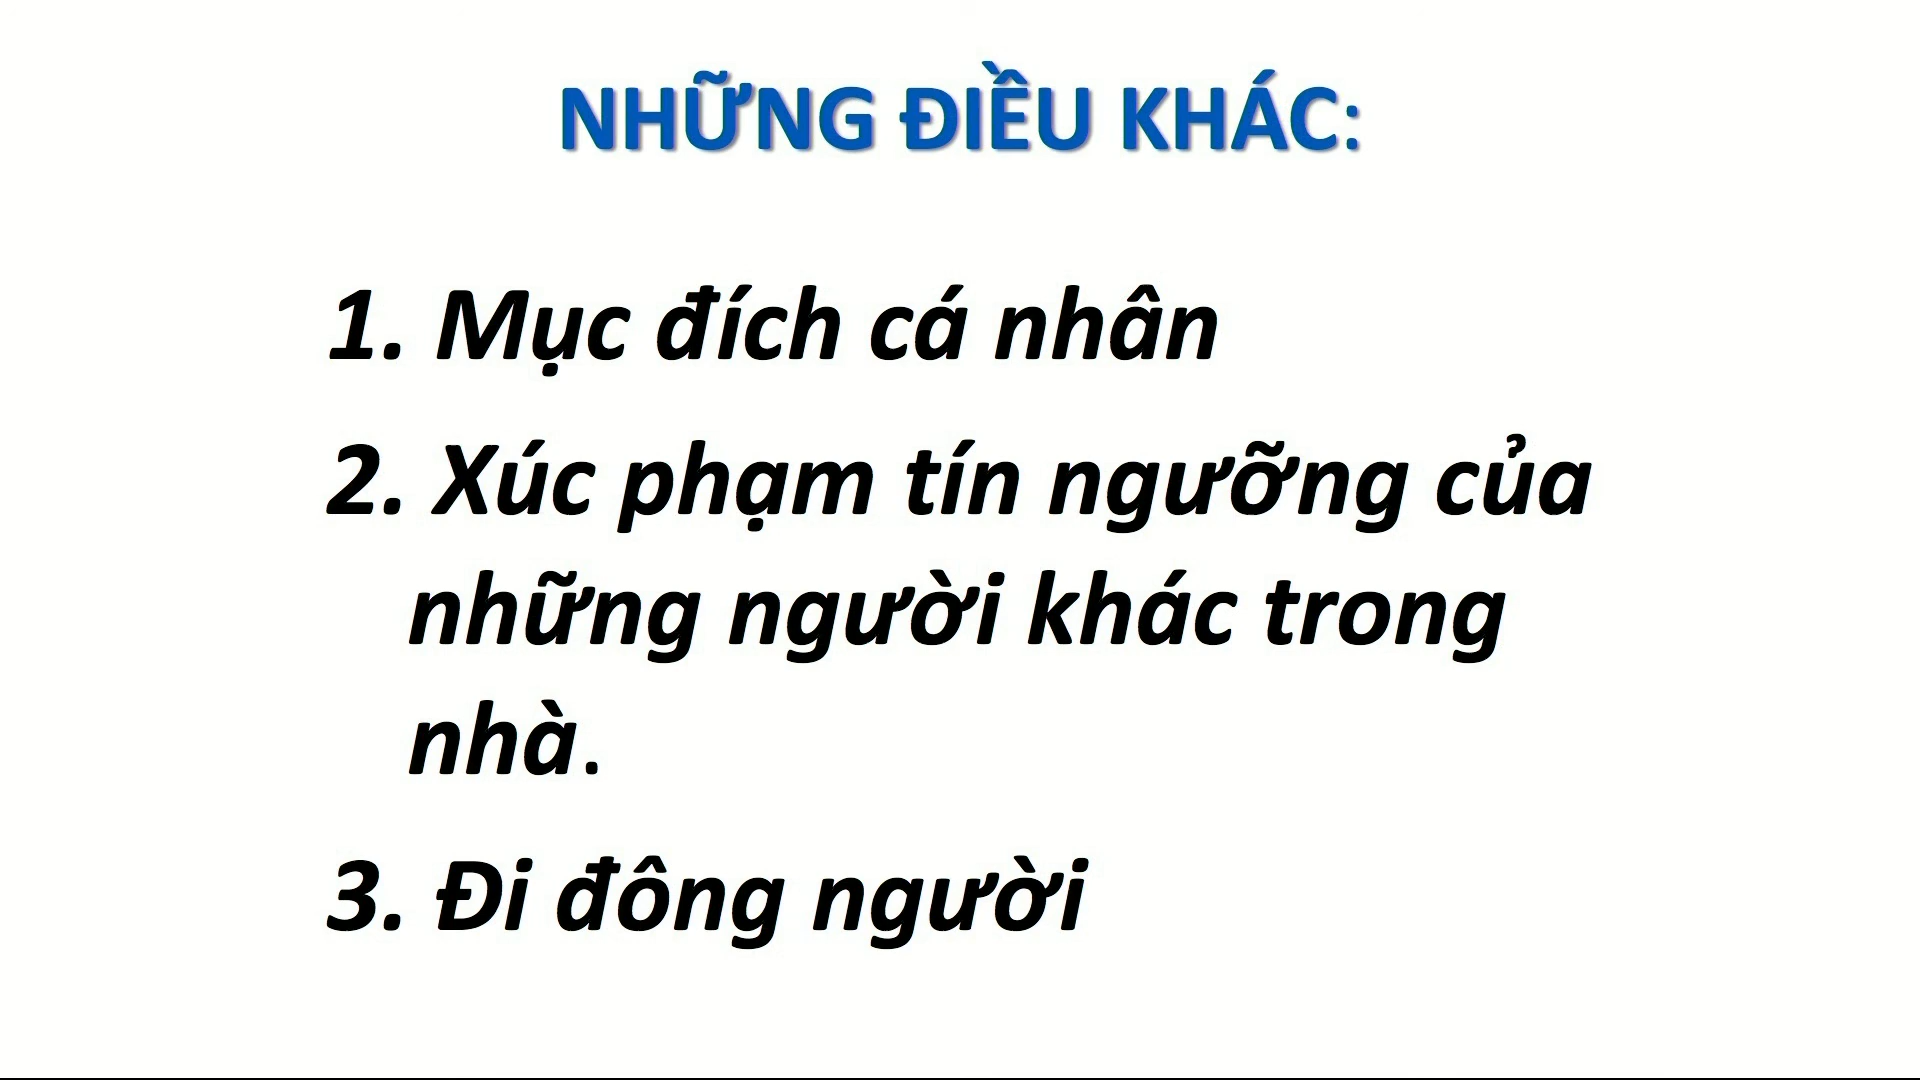 NHỮNG ĐIỀU KHÁC:
1. Mục đích cá nhân
2. Xúc phạm tín ngưỡng của
những người khác trong
nhà.
3. Đi đông người